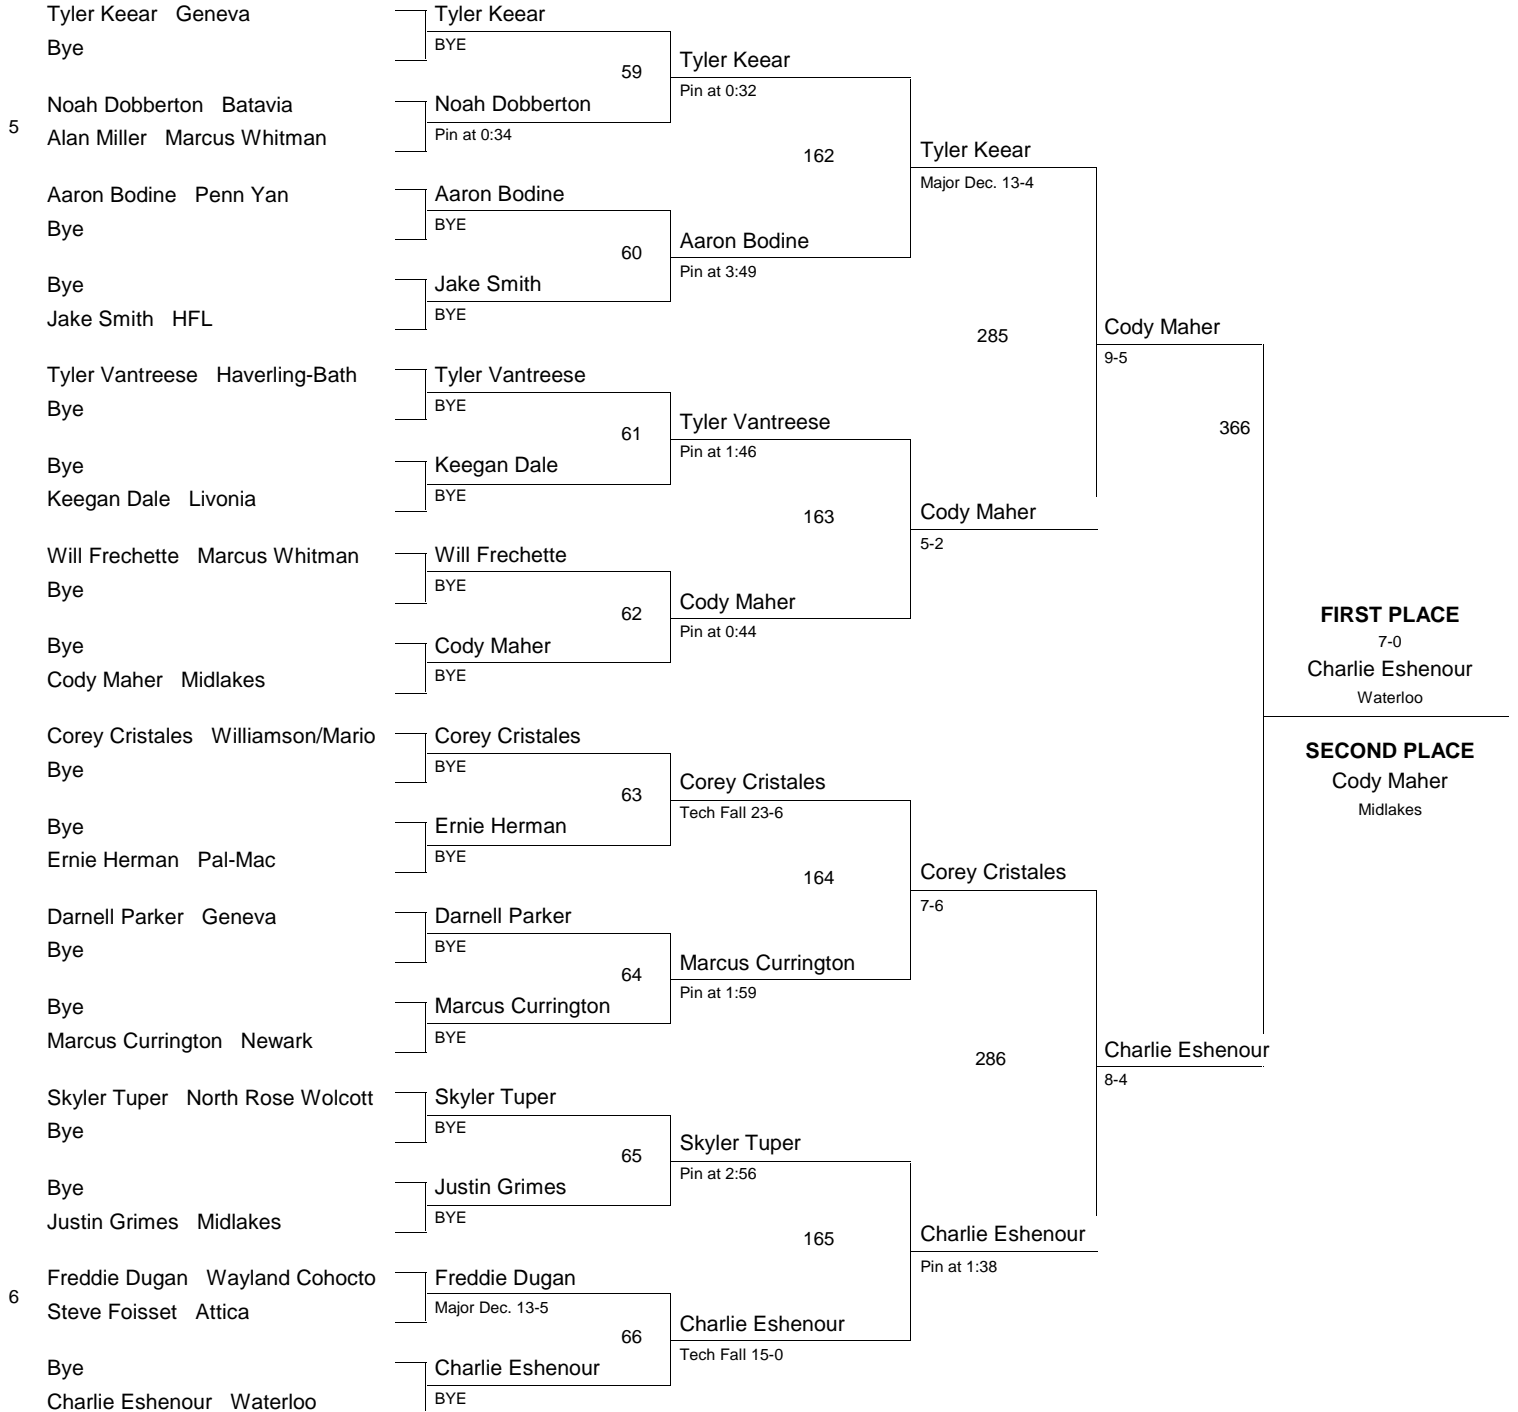 Tyler Keear Geneva
Bye
5
Noah Dobberton Batavia
Alan Miller Marcus Whitman
Aaron Bodine Penn Yan
Bye
Bye
Jake Smith HFL
Tyler Vantreese Haverling-Bath
Bye
Bye
Keegan Dale Livonia
Will Frechette Marcus Whitman
Bye
Bye
Cody Maher Midlakes
Corey Cristales Williamson/Mario
Bye
Bye
Ernie Herman Pal-Mac
Darnell Parker Geneva
Bye
Bye
Marcus Currington Newark
Skyler Tuper North Rose Wolcott
Bye
Bye
Justin Grimes Midlakes
6
Freddie Dugan Wayland Cohocto
Steve Foisset Attica
Bye
Charlie Eshenour Waterloo
Tyler Keear
BYE
59
Noah Dobberton
Pin at 0:34
Aaron Bodine
BYE
60
Jake Smith
BYE
Tyler Vantreese
BYE
61
Keegan Dale
BYE
Will Frechette
BYE
62
Cody Maher
BYE
Corey Cristales
BYE
63
Ernie Herman
BYE
Darnell Parker
BYE
64
Marcus Currington
BYE
Skyler Tuper
BYE
65
Justin Grimes
BYE
Freddie Dugan
Major Dec. 13-5
66
Charlie Eshenour
BYE
Tyler Keear
Pin at 0:32
162
Aaron Bodine
Pin at 3:49
Tyler Vantreese
Pin at 1:46
163
Cody Maher
Pin at 0:44
Corey Cristales
Tech Fall 23-6
164
Marcus Currington
Pin at 1:59
Skyler Tuper
Pin at 2:56
165
Charlie Eshenour
Tech Fall 15-0
Tyler Keear
Major Dec. 13-4
285
Cody Maher
5-2
Corey Cristales
7-6
286
Charlie Eshenour
Pin at 1:38
Cody Maher
9-5
366
Charlie Eshenour
8-4
FIRST PLACE
7-0
Charlie Eshenour
Waterloo
SECOND PLACE
Cody Maher
Midlakes